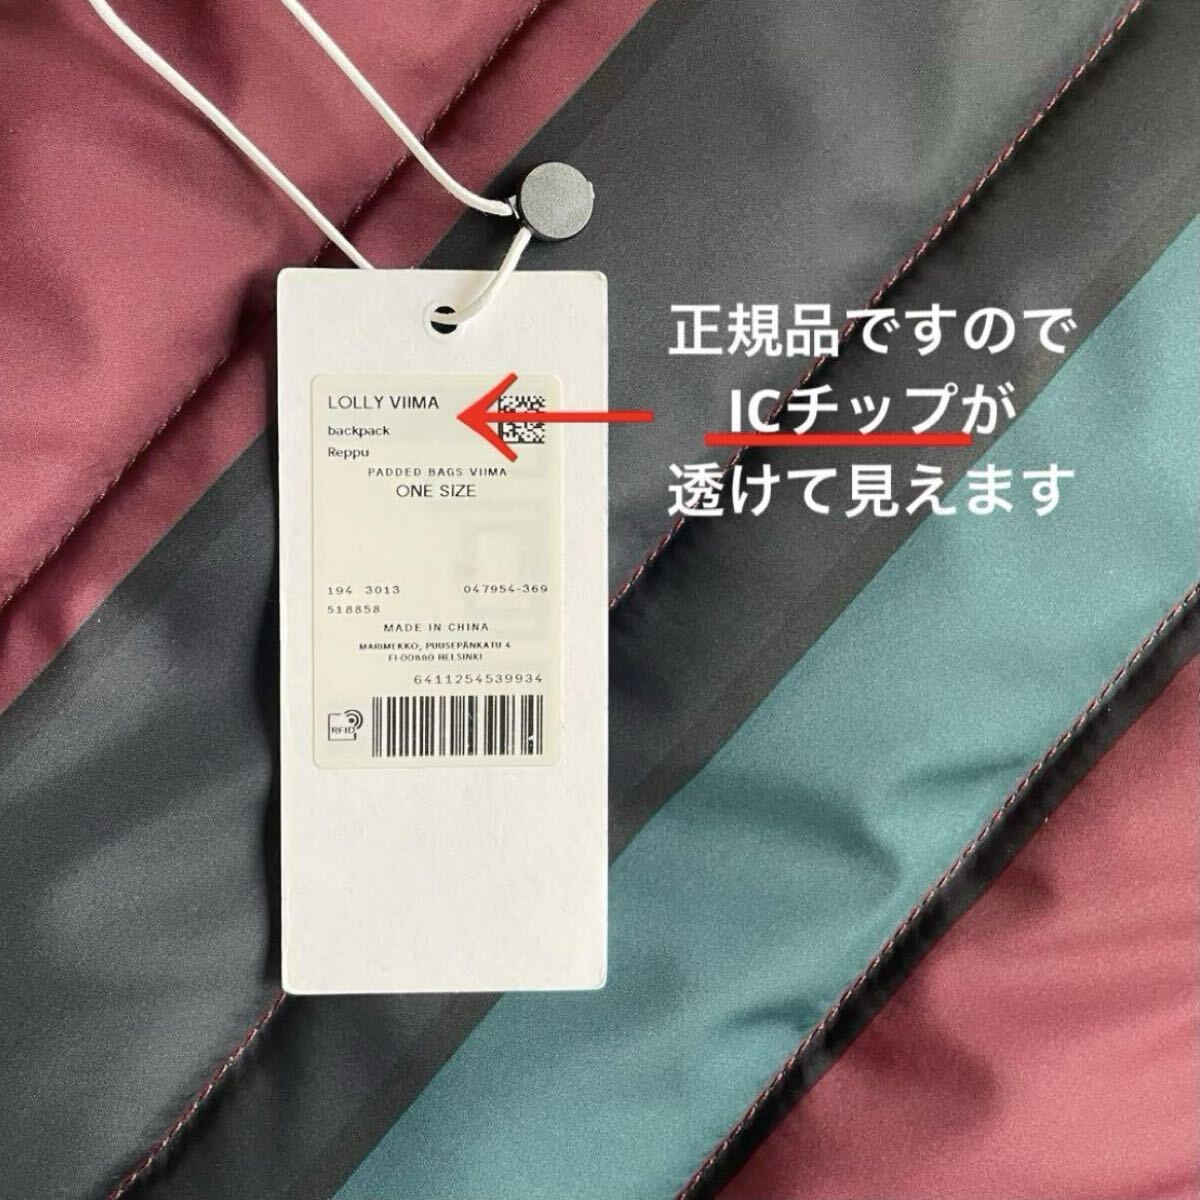 正規品ですので
ICチップが
透けて見えます
LOLLY VIIMA
backpack
Reppu
PADDED BAGS VIIMA
ONE SIZE
194 3013 047954-369
518858
MADE IN CHINA
MARIMEKKO, PUUSEPÄNKATU 4
FI-00880 HELSINKI
6411254539934
RFID